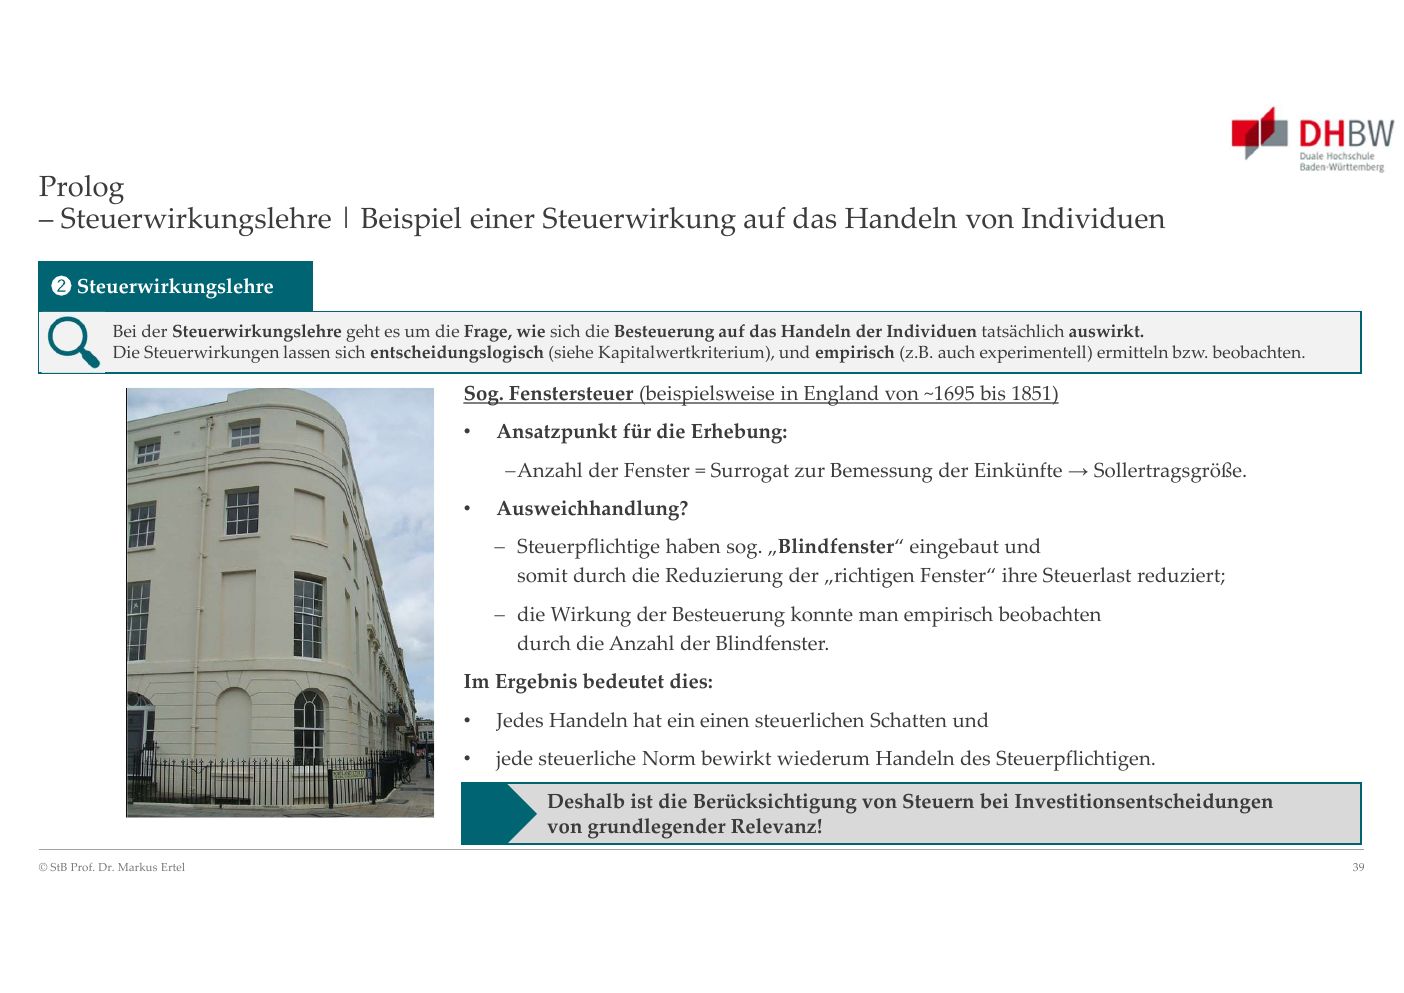 DHBW
Duale Hochschule
Baden-Württemberg
Prolog
– Steuerwirkungslehre | Beispiel einer Steuerwirkung auf das Handeln von Individuen
❷ Steuerwirkungslehre
Bei der Steuerwirkungslehre geht es um die Frage, wie sich die Besteuerung auf das Handeln der Individuen tatsächlich auswirkt.
Die Steuerwirkungen lassen sich entscheidungslogisch (siehe Kapitalwertkriterium), und empirisch (z.B. auch experimentell) ermitteln bzw. beobachten.
Sog. Fenstersteuer (beispielsweise in England von ~1695 bis 1851)
• Ansatzpunkt für die Erhebung:
–Anzahl der Fenster = Surrogat zur Bemessung der Einkünfte → Sollertragsgröße.
• Ausweichhandlung?
– Steuerpflichtige haben sog. „Blindfenster“ eingebaut und
somit durch die Reduzierung der „richtigen Fenster“ ihre Steuerlast reduziert;
– die Wirkung der Besteuerung konnte man empirisch beobachten
durch die Anzahl der Blindfenster.
Im Ergebnis bedeutet dies:
• Jedes Handeln hat ein einen steuerlichen Schatten und
• jede steuerliche Norm bewirkt wiederum Handeln des Steuerpflichtigen.
Deshalb ist die Berücksichtigung von Steuern bei Investitionsentscheidungen
von grundlegender Relevanz!
© StB Prof. Dr. Markus Ertel
39